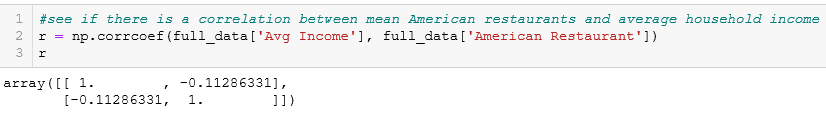 1 #see if there is a correlation between mean American restaurants and average household income
2 r = np.corrcoef(full_data['Avg Income'], full_data['American Restaurant'])
3 r
array([[ 1.        , -0.11286331],
       [-0.11286331,  1.        ]])